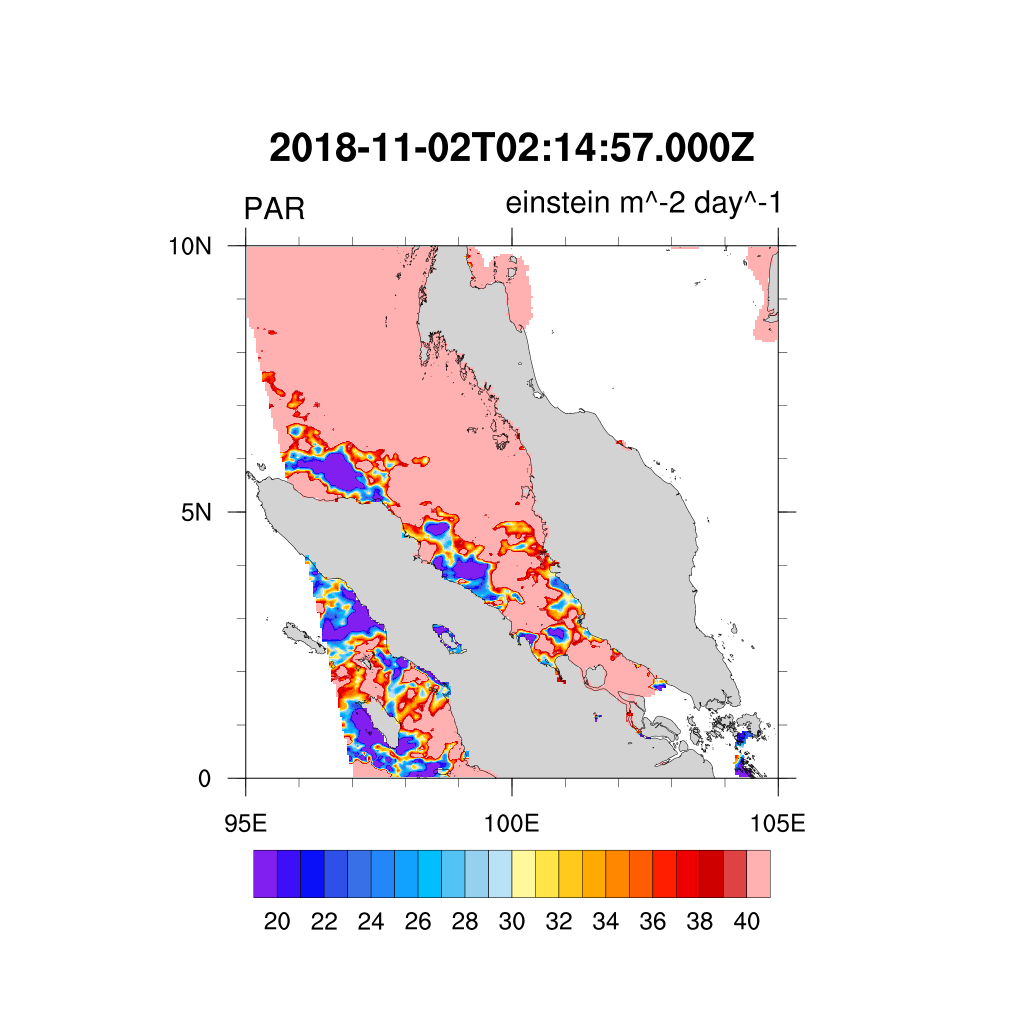 2018-11-02T02:14:57.000Z
PAR einstein m^-2 day^-1
10N
5N
0
95E 100E 105E
20 22 24 26 28 30 32 34 36 38 40